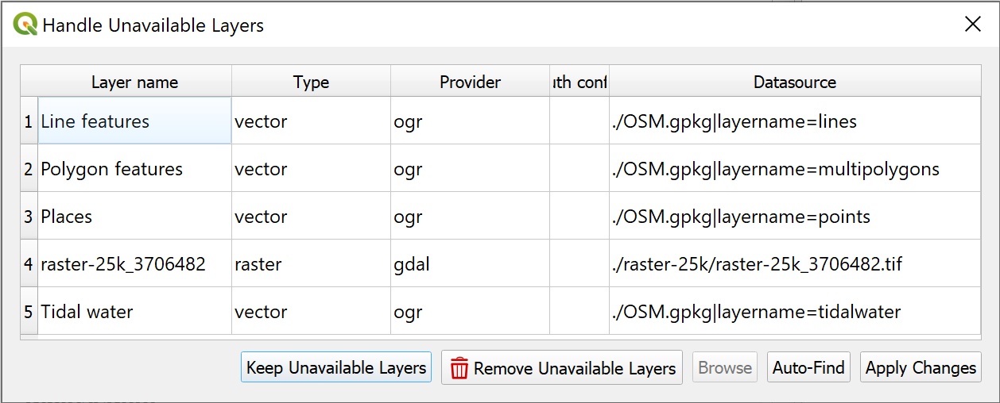 Handle Unavailable Layers
Layer name Type Provider uth conf Datasource
1 Line features vector ogr ./OSM.gpkg|layername=lines
2 Polygon features vector ogr ./OSM.gpkg|layername=multipolygons
3 Places vector ogr ./OSM.gpkg|layername=points
4 raster-25k_3706482 raster gdal ./raster-25k/raster-25k_3706482.tif
5 Tidal water vector ogr ./OSM.gpkg|layername=tidalwater
Keep Unavailable Layers Remove Unavailable Layers Browse Auto-Find Apply Changes